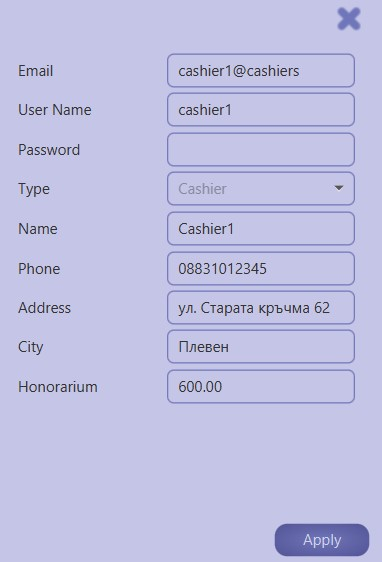 Email cashier1@cashiers
User Name cashier1
Password
Type Cashier
Name Cashier1
Phone 08831012345
Address ул. Старата кръчма 62
City Плевен
Honorarium 600.00
Apply